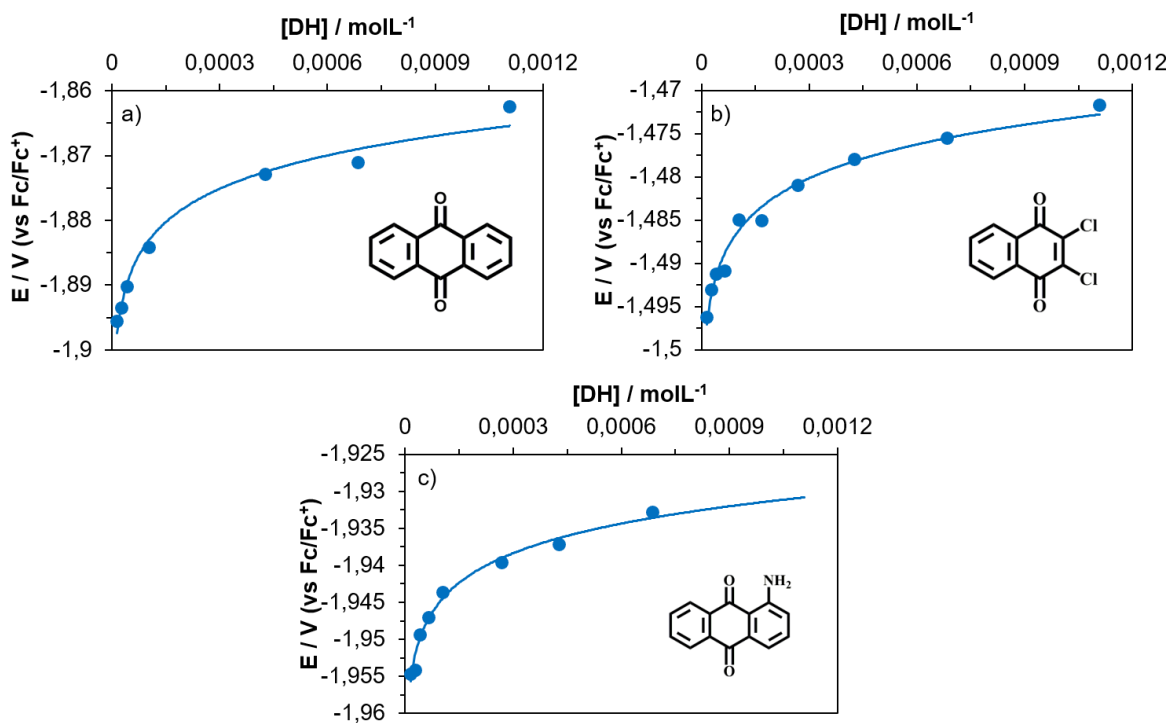 [DH] / molL⁻¹
0 0,0003 0,0006 0,0009 0,0012
-1,86
-1,87
-1,88
-1,89
-1,9
E / V (vs Fc/Fc⁺)
a)
O
O
[DH] / molL⁻¹
0 0,0003 0,0006 0,0009 0,0012
-1,47
-1,475
-1,48
-1,485
-1,49
-1,495
-1,5
E / V (vs Fc/Fc⁺)
b)
O
Cl
Cl
O
[DH] / molL⁻¹
0 0,0003 0,0006 0,0009 0,0012
-1,925
-1,93
-1,935
-1,94
-1,945
-1,95
-1,955
-1,96
E / V (vs Fc/Fc⁺)
c)
O NH₂
O